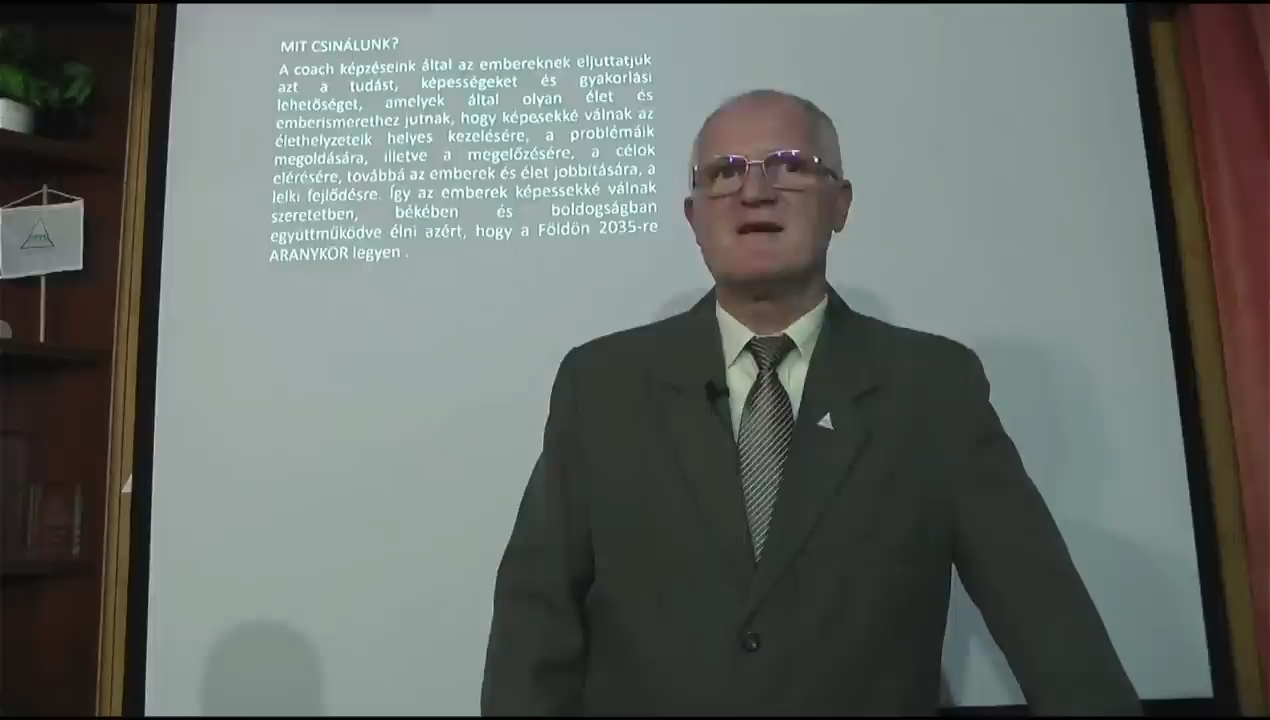 MIT CSINÁLUNK?
A coach képzéseink által az embereknek eljuttatjuk
azt a tudást, képességeket és gyakorlási
lehetőséget, amelyek által olyan élet és
emberismerethez jutnak, hogy képesekké válnak az
élethelyzeteik helyes kezelésére, a problémáik
megoldására, illetve a megelőzésére, a célok
elérésére, továbbá az emberek és élet jobbítására, a
lelki fejlődésre. Így az emberek képessekké válnak
szeretetben, békében és boldogságban
együttműködve élni azért, hogy a Földön 2035-re
ARANYKOR legyen .